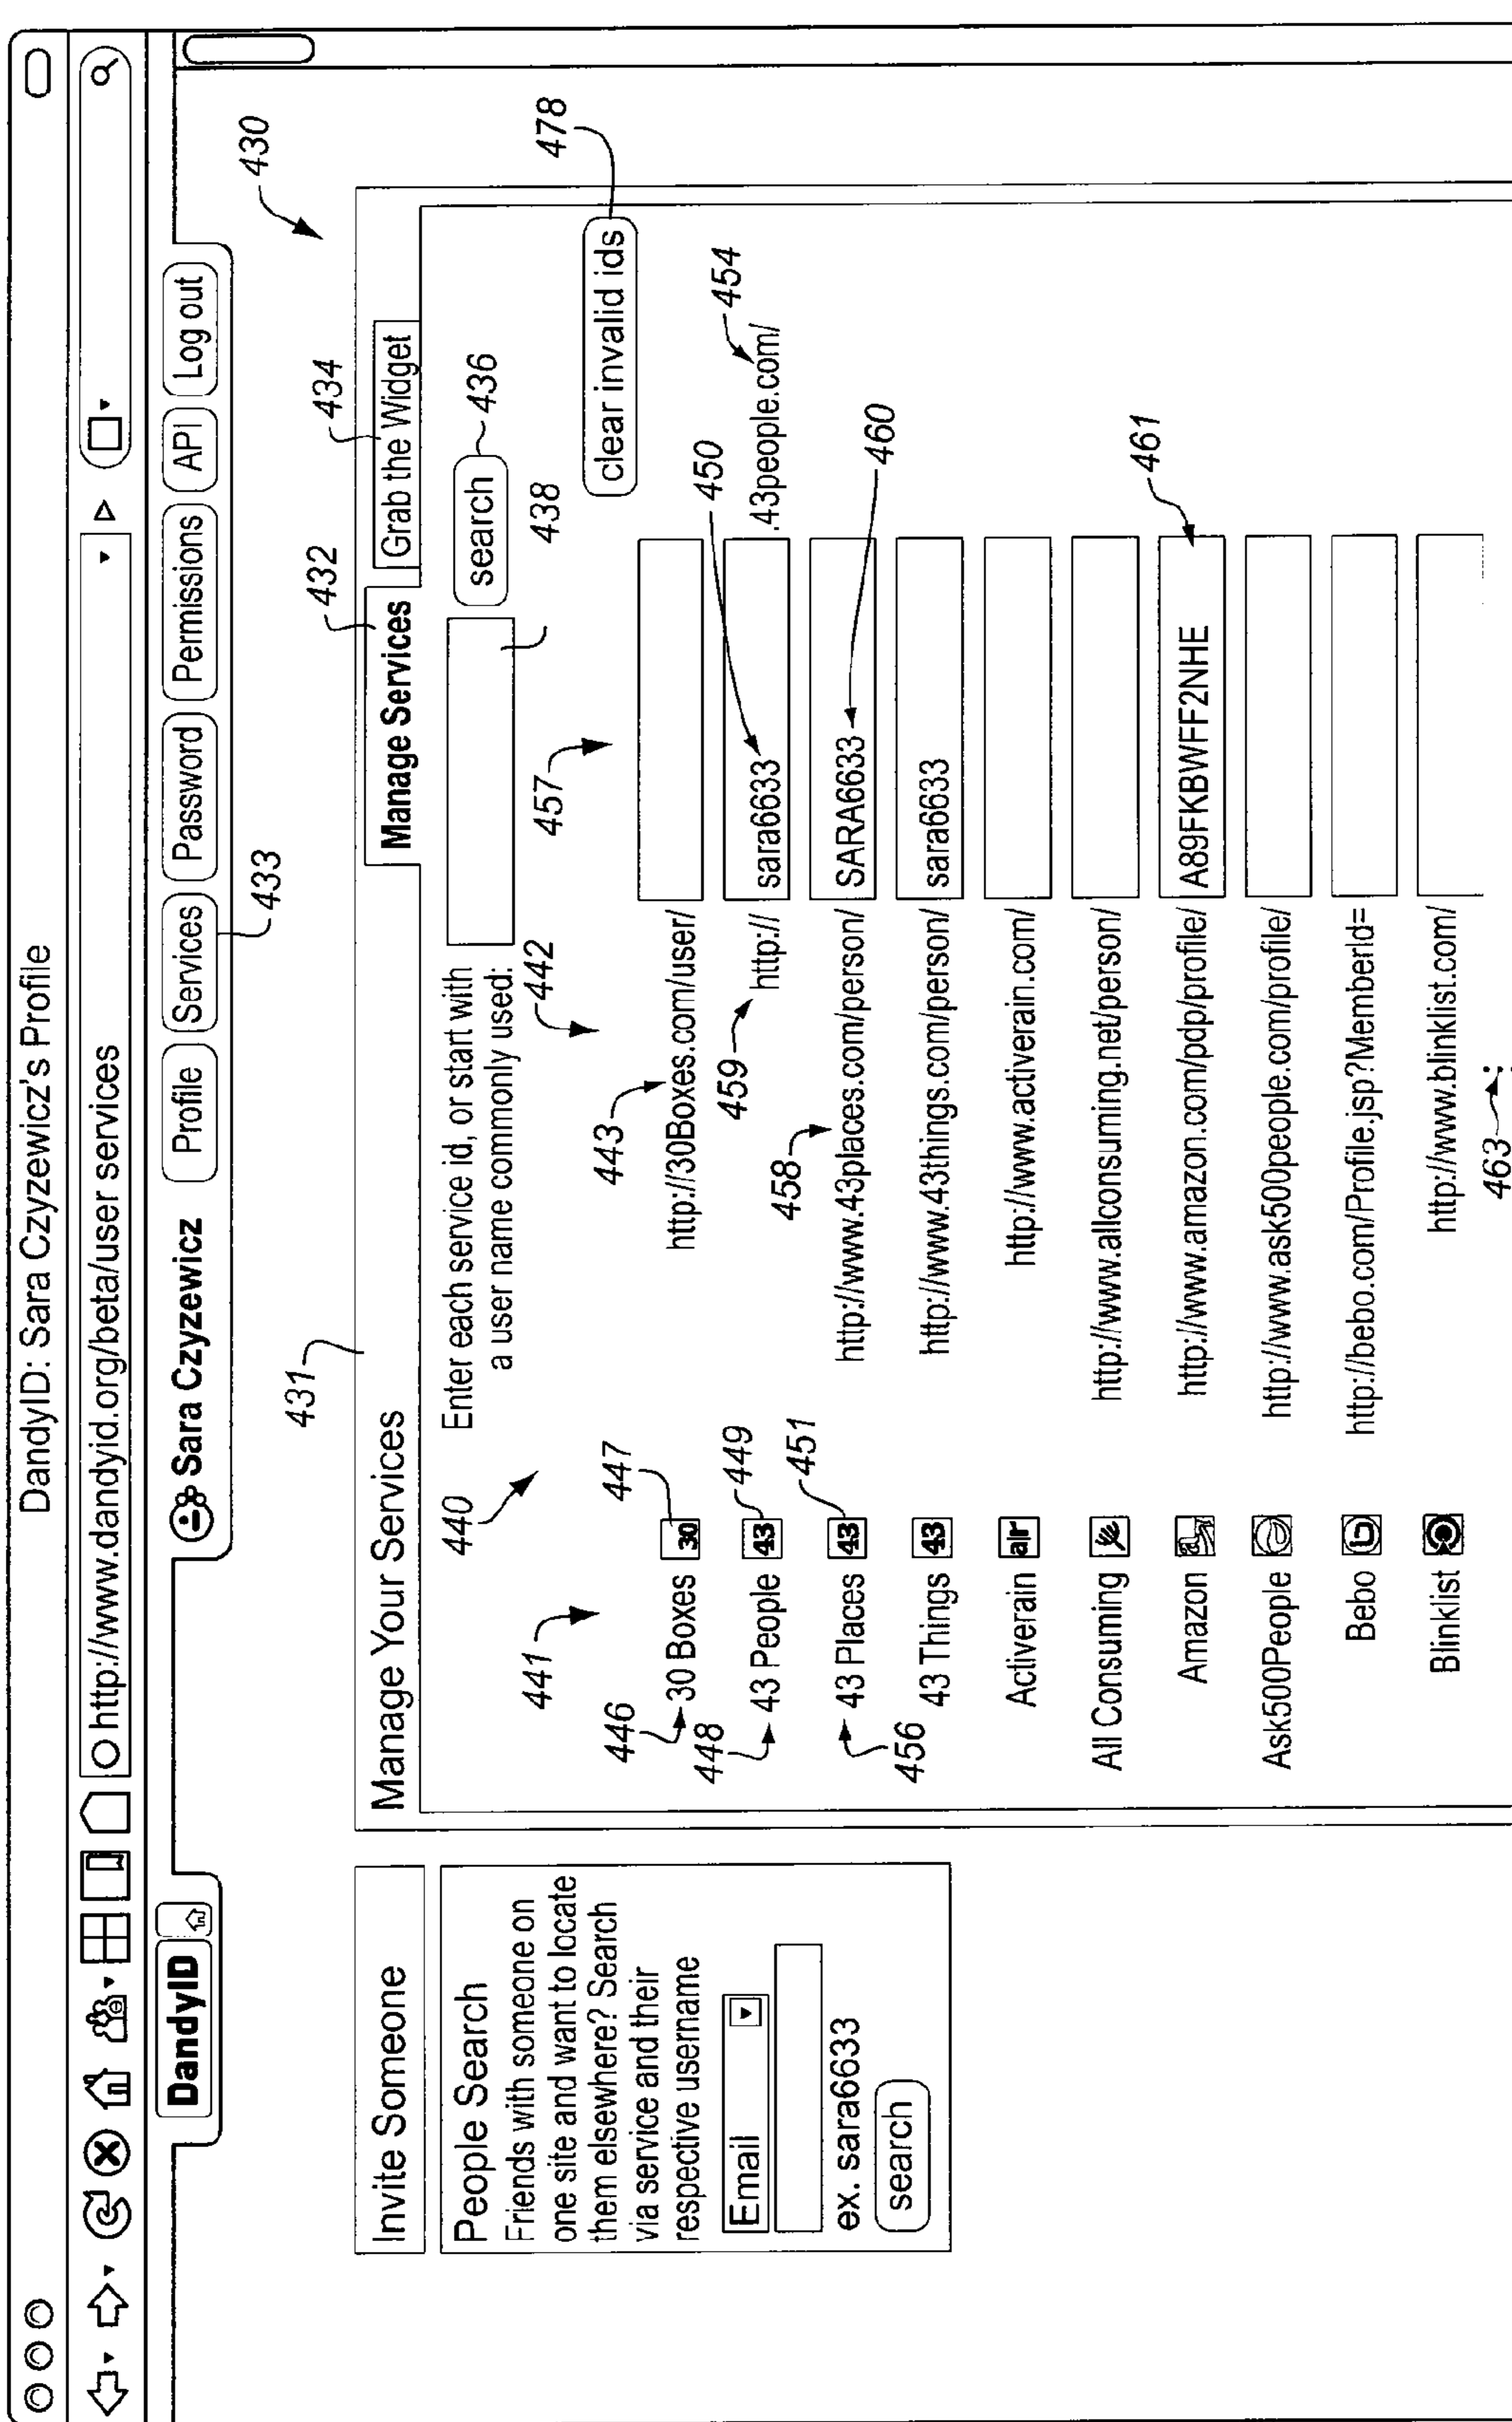 DandyID: Sara Czyzewicz's Profile
http://www.dandyid.org/beta/user services
DandyID
Sara Czyzewicz
Profile
Services
Password
Permissions
API
Log out
433
430
431
432
434
Invite Someone
People Search
Friends with someone on
one site and want to locate
them elsewhere? Search
via service and their
respective username
Email
ex. sara6633
search
Manage Your Services
Manage Services
Grab the Widget
440
Enter each service id, or start with
a user name commonly used:
search
436
438
442
457
478
clear invalid ids
441
443
446
447
30 Boxes 30 http://30Boxes.com/user/
448
449
459
450
454
43 People 43 http:// sara6633 .43people.com/
456
451
458
460
43 Places 43 http://www.43places.com/person/ SARA6633
43 Things 43 http://www.43things.com/person/ sara6633
Activerain ar http://www.activerain.com/
All Consuming http://www.allconsuming.net/person/
461
Amazon a http://www.amazon.com/pdp/profile/ A89FKBWFF2NHE
Ask500People http://www.ask500people.com/profile/
Bebo b http://bebo.com/Profile.jsp?MemberId=
Blinklist http://www.blinklist.com/
463